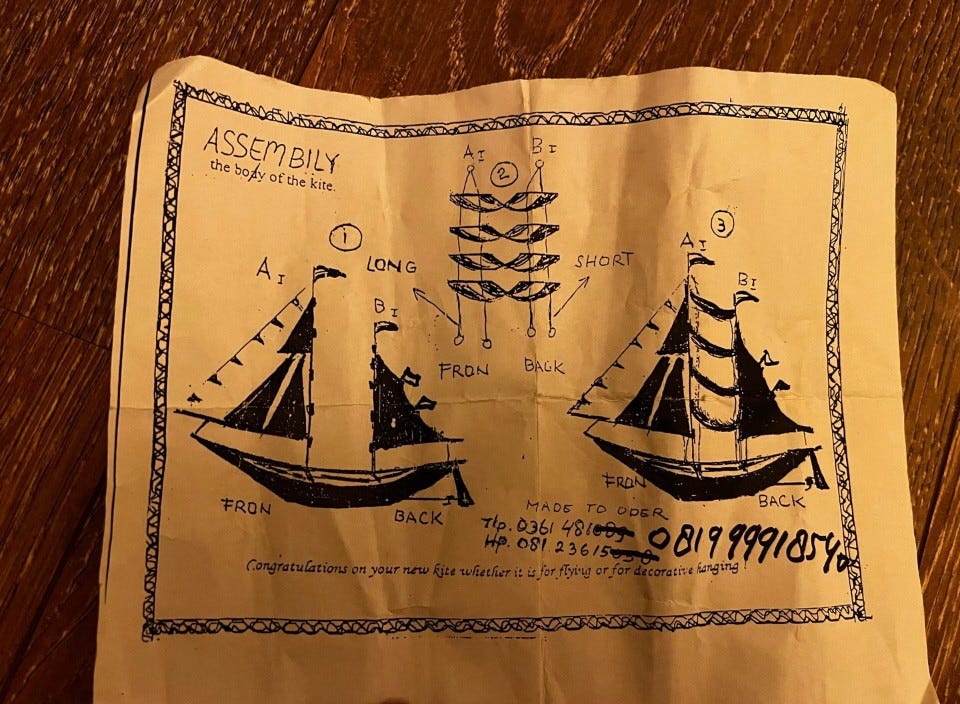 ASSEMBILY
the body of the kite.
1
A I
B I
FRON
BACK
2
A I
B I
LONG
SHORT
FRON
BACK
3
A I
B I
FRON
BACK
MADE TO ODER
Tlp. 0361 481
Hp. 081.23615
Congratulations on your new kite whether it is for flying or for decorative hanging